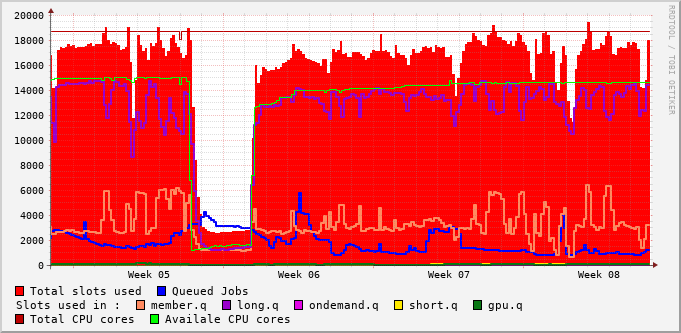 RRDTOOL / TOBI OETIKER
20000
18000
16000
14000
12000
10000
8000
6000
4000
2000
0
Week 05 Week 06 Week 07 Week 08
Total slots used Queued Jobs
Slots used in : member.q long.q ondemand.q short.q gpu.q
Total CPU cores Availale CPU cores